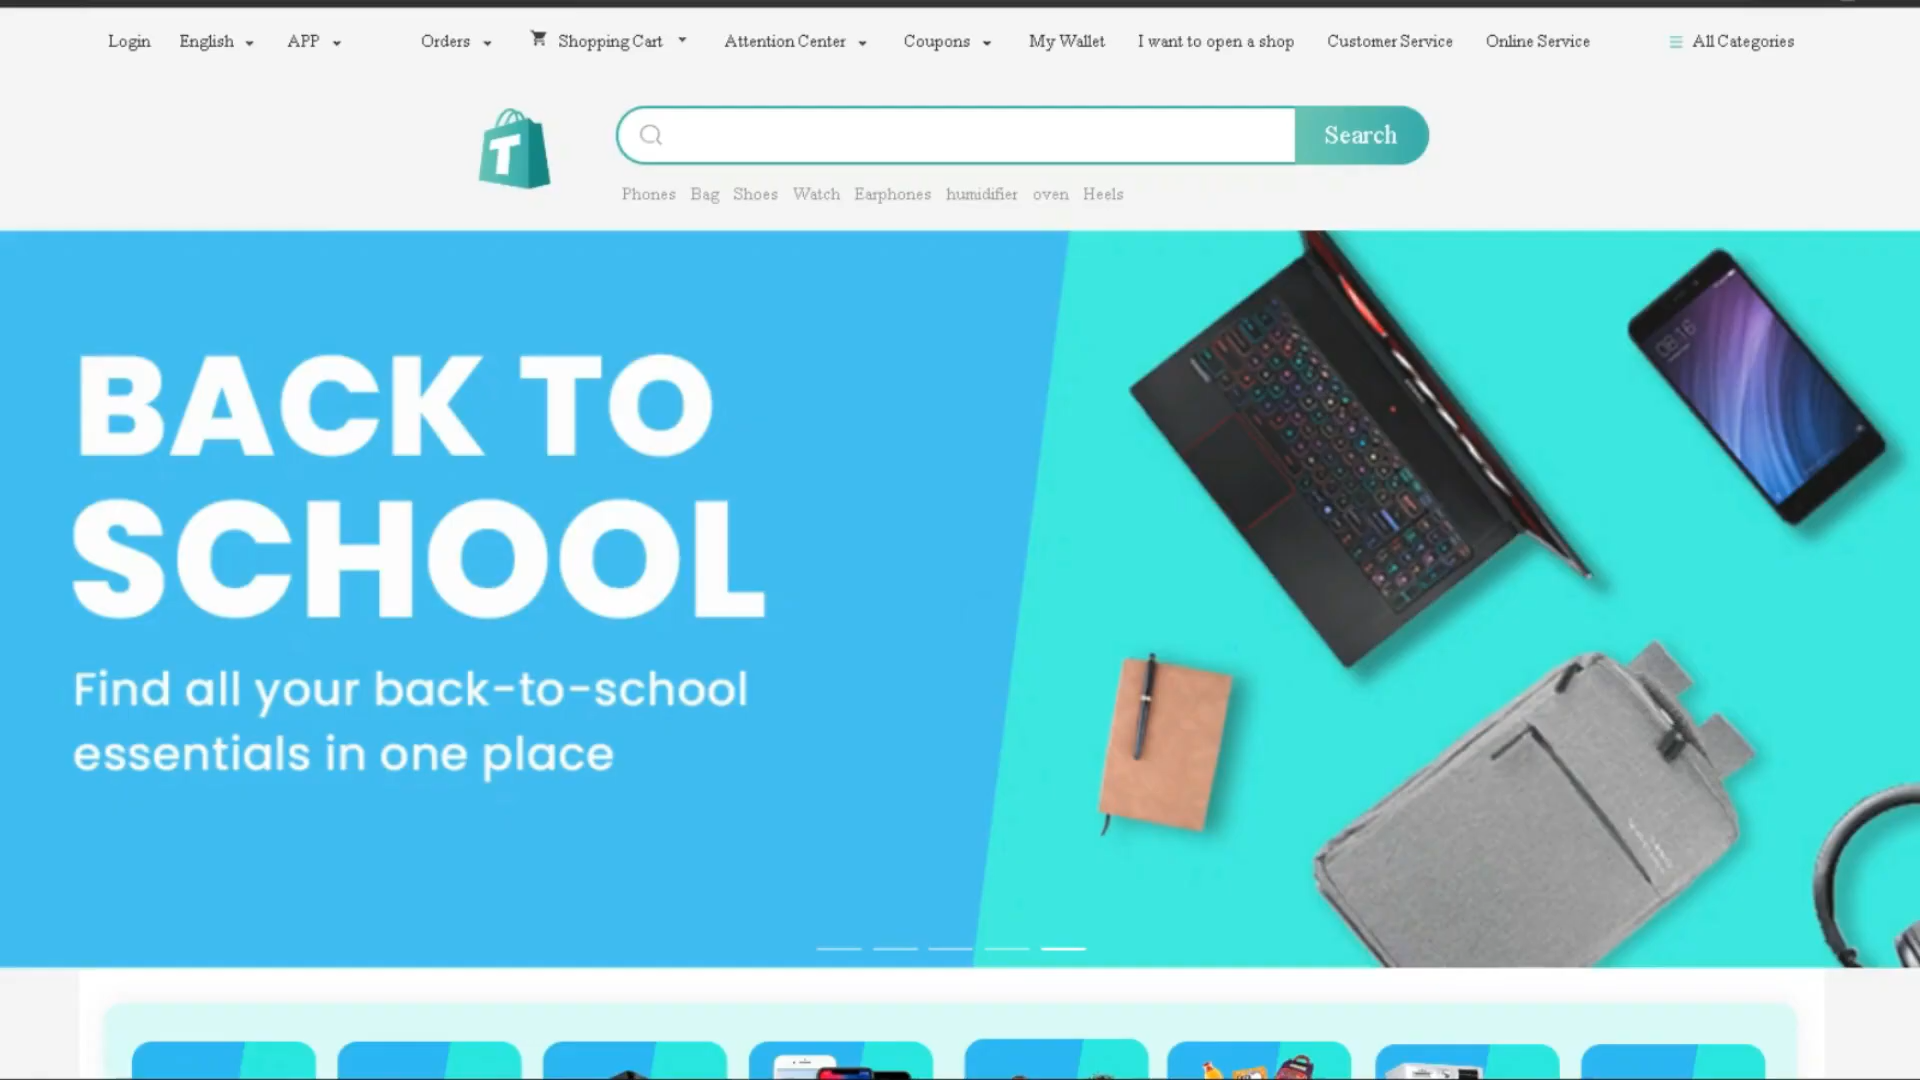 Login English APP Orders Shopping Cart Attention Center Coupons My Wallet I want to open a shop Customer Service Online Service All Categories
T
Search
Phones Bag Shoes Watch Earphones humidifier oven Heels
BACK TO
SCHOOL
08:16
Find all your back-to-school
essentials in one place